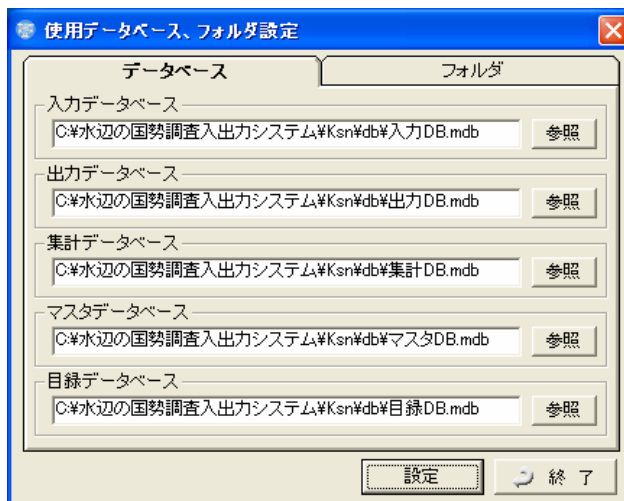 使用データベース、フォルダ設定
データベース
フォルダ
入力データベース
C:¥水辺の国勢調査入出力システム¥Ksn¥db¥入力DB.mdb
参照
出力データベース
C:¥水辺の国勢調査入出力システム¥Ksn¥db¥出力DB.mdb
参照
集計データベース
C:¥水辺の国勢調査入出力システム¥Ksn¥db¥集計DB.mdb
参照
マスタデータベース
C:¥水辺の国勢調査入出力システム¥Ksn¥db¥マスタDB.mdb
参照
目録データベース
C:¥水辺の国勢調査入出力システム¥Ksn¥db¥目録DB.mdb
参照
設定
終 了